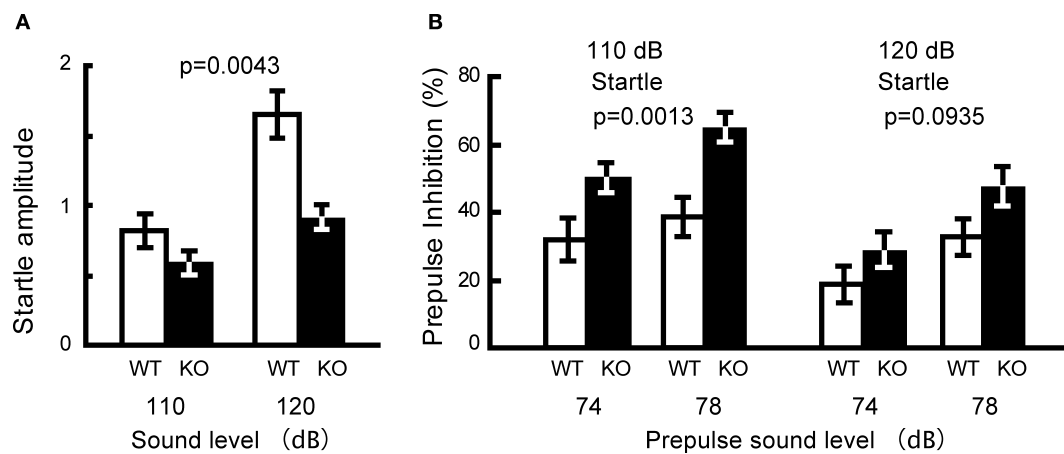 A
2
1
0
Startle amplitude
p=0.0043
WT KO WT KO
110 120
Sound level (dB)
B
80
60
40
20
0
Prepulse Inhibition (%)
110 dB
Startle
p=0.0013
120 dB
Startle
p=0.0935
WT KO WT KO WT KO WT KO
74 78 74 78
Prepulse sound level (dB)